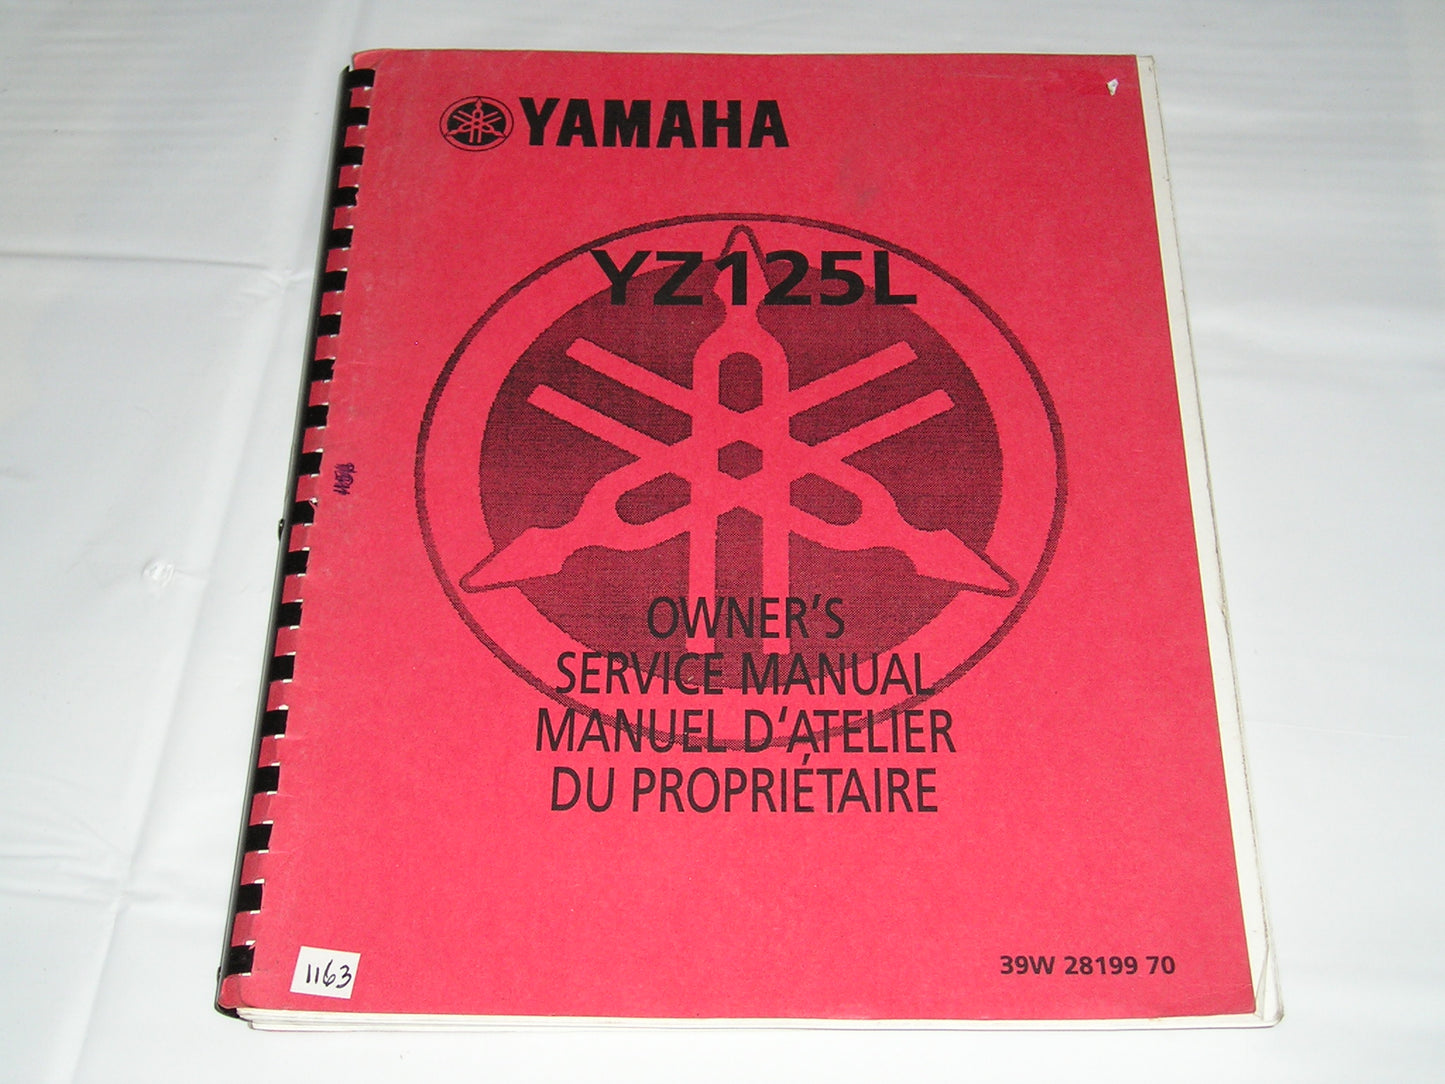 YAMAHA
YZ125L
OWNER'S
SERVICE MANUAL
MANUEL D'ATELIER
DU PROPRIÉTAIRE
39W 28199 70
1163